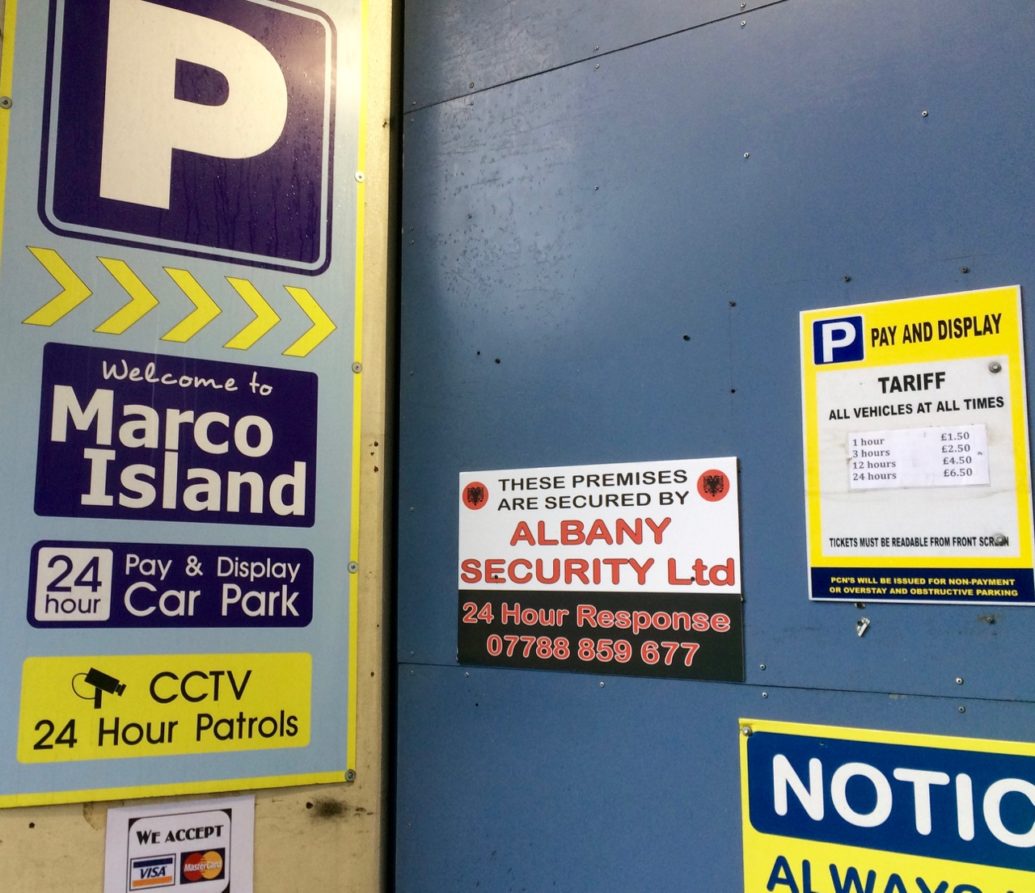 P
Welcome to
Marco
Island
24
hour
Pay & Display
Car Park
CCTV
24 Hour Patrols
WE ACCEPT
VISA
MasterCard
THESE PREMISES
ARE SECURED BY
ALBANY
SECURITY Ltd
24 Hour Response
07788 859 677
P PAY AND DISPLAY
TARIFF
ALL VEHICLES AT ALL TIMES
1 hour £1.50
3 hours £2.50
12 hours £4.50
24 hours £6.50
TICKETS MUST BE READABLE FROM FRONT SCREEN
PCN'S WILL BE ISSUED FOR NON-PAYMENT
OR OVERSTAY AND OBSTRUCTIVE PARKING
NOTIC
ALWAYS